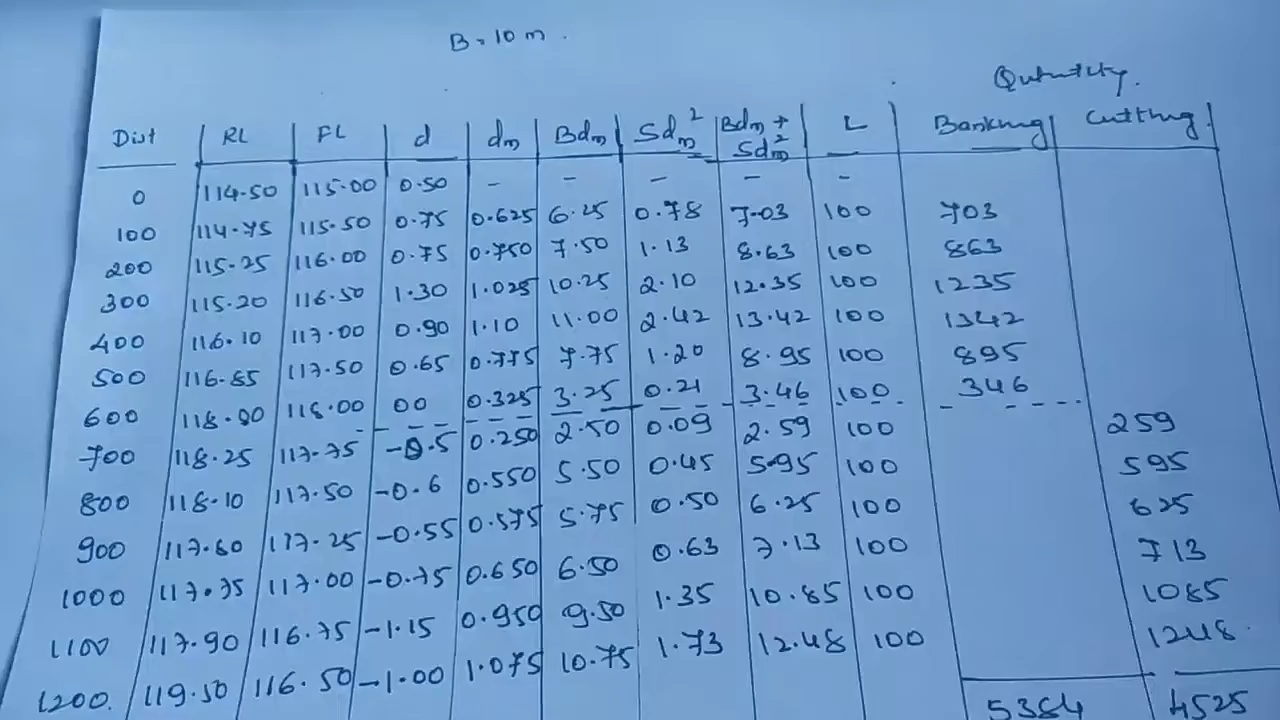 B = 10 m.
Qutntity.
Dist RL FL d dm Bdm Sdm² Bdm + Sdm² L Banking Cutting
0 114.50 115.00 0.50 - - - - -
100 114.75 115.50 0.75 0.625 6.25 0.78 7.03 100 703
200 115.25 116.00 0.75 0.750 7.50 1.13 8.63 100 863
300 115.20 116.50 1.30 1.025 10.25 2.10 12.35 100 1235
400 116.10 117.00 0.90 1.10 11.00 2.42 13.42 100 1342
500 116.85 117.50 0.65 0.775 7.75 1.20 8.95 100 895
600 118.00 118.00 00 0.325 3.25 0.21 3.46 100 346
700 118.25 117.75 -0.5 0.250 2.50 0.09 2.59 100 259
800 118.10 117.50 -0.6 0.550 5.50 0.45 5.95 100 595
900 117.80 117.25 -0.55 0.575 5.75 0.50 6.25 100 625
1000 117.75 117.00 -0.75 0.650 6.50 0.63 7.13 100 713
1100 117.90 116.75 -1.15 0.950 9.50 1.35 10.85 100 1085
1200. 119.50 116.50 -1.00 1.075 10.75 1.73 12.48 100 1248
5384 4525